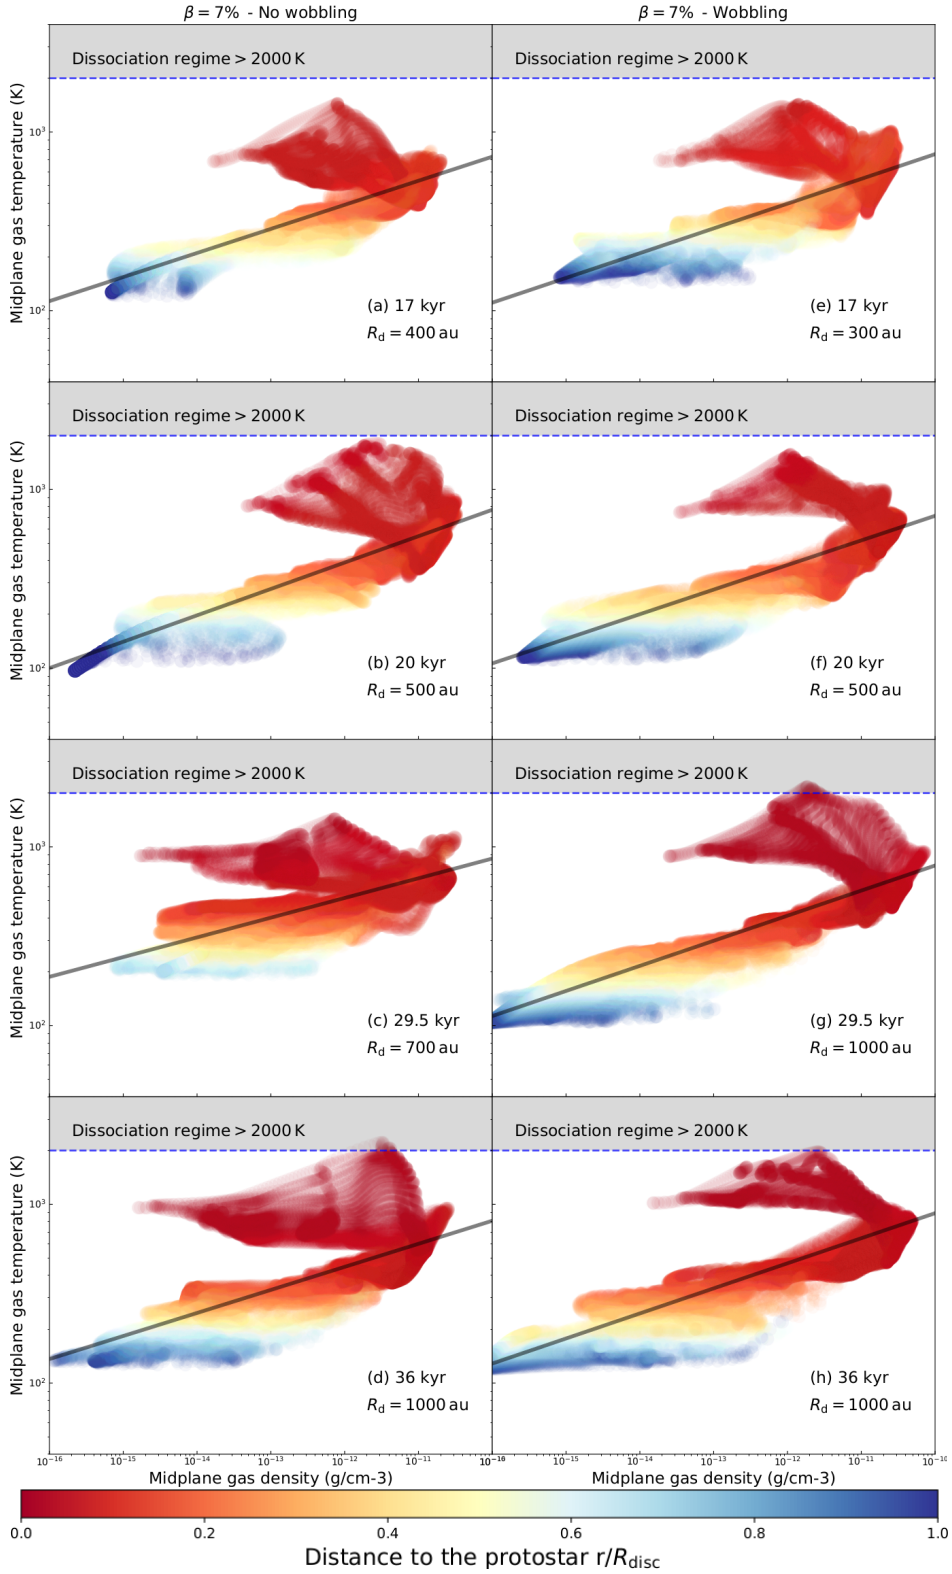 β = 7% - No wobbling
β = 7% - Wobbling
Dissociation regime > 2000 K
Dissociation regime > 2000 K
Midplane gas temperature (K)
10³
10²
(a) 17 kyr
R_d = 400 au
(e) 17 kyr
R_d = 300 au
Dissociation regime > 2000 K
Dissociation regime > 2000 K
Midplane gas temperature (K)
10³
10²
(b) 20 kyr
R_d = 500 au
(f) 20 kyr
R_d = 500 au
Dissociation regime > 2000 K
Dissociation regime > 2000 K
Midplane gas temperature (K)
10³
10²
(c) 29.5 kyr
R_d = 700 au
(g) 29.5 kyr
R_d = 1000 au
Dissociation regime > 2000 K
Dissociation regime > 2000 K
Midplane gas temperature (K)
10³
10²
(d) 36 kyr
R_d = 1000 au
(h) 36 kyr
R_d = 1000 au
10⁻¹⁶ 10⁻¹⁵ 10⁻¹⁴ 10⁻¹³ 10⁻¹² 10⁻¹¹ 10⁻¹⁶ 10⁻¹⁵ 10⁻¹⁴ 10⁻¹³ 10⁻¹² 10⁻¹¹ 10⁻¹⁰
Midplane gas density (g/cm-3)
Midplane gas density (g/cm-3)
0.0 0.2 0.4 0.6 0.8 1.0
Distance to the protostar r/R_disc